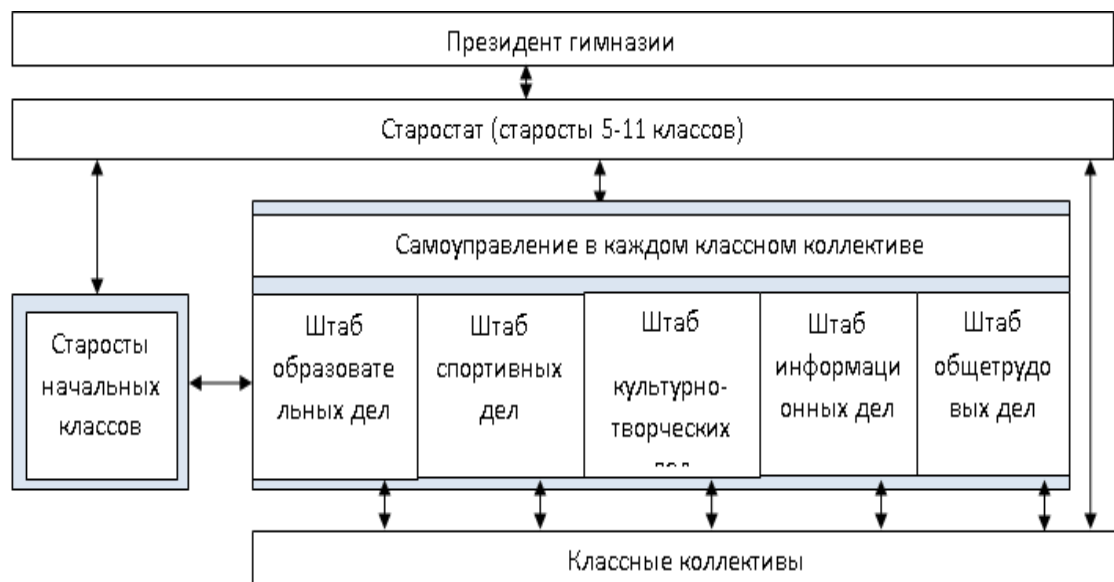 Президент гимназии
Старостат (старосты 5-11 классов)
Самоуправление в каждом классном коллективе
Старосты
начальных
классов
Штаб
образовате
льных дел
Штаб
спортивных
дел
Штаб
культурно-
творческих
Штаб
информаци
онных дел
Штаб
общетрудо
вых дел
Классные коллективы